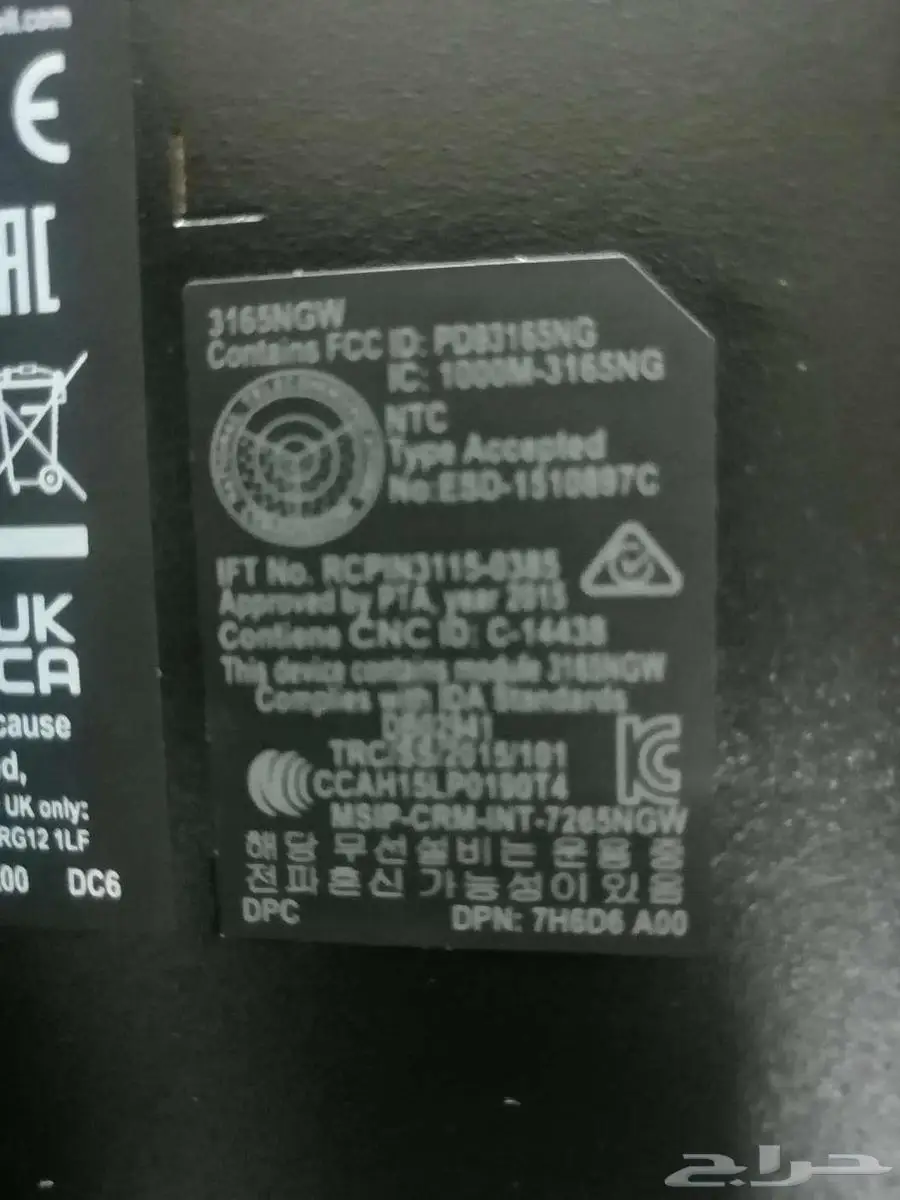 ell.com
CE
EAC
UK
CA
cause
d,
UK only:
RG12 1LF
00 DC6
3165NGW
Contains FCC ID: PD93165NG
IC: 1000M-3165NG
NTC
Type Accepted
No:ESD-1510897C
IFT No. RCPIN3115-0385
Approved by PTA, year 2015
Contiene CNC ID: C-14438
This device contains module 3165NGW
Complies with IDA Standards
TRC/SS/2015/101
CCAH15LP0190T4
MSIP-CRM-INT-7265NGW
해당 무선설비는 운용 중
전파혼신 가능성이 있음
DPC DPN: 7H6D6 A00
حراج